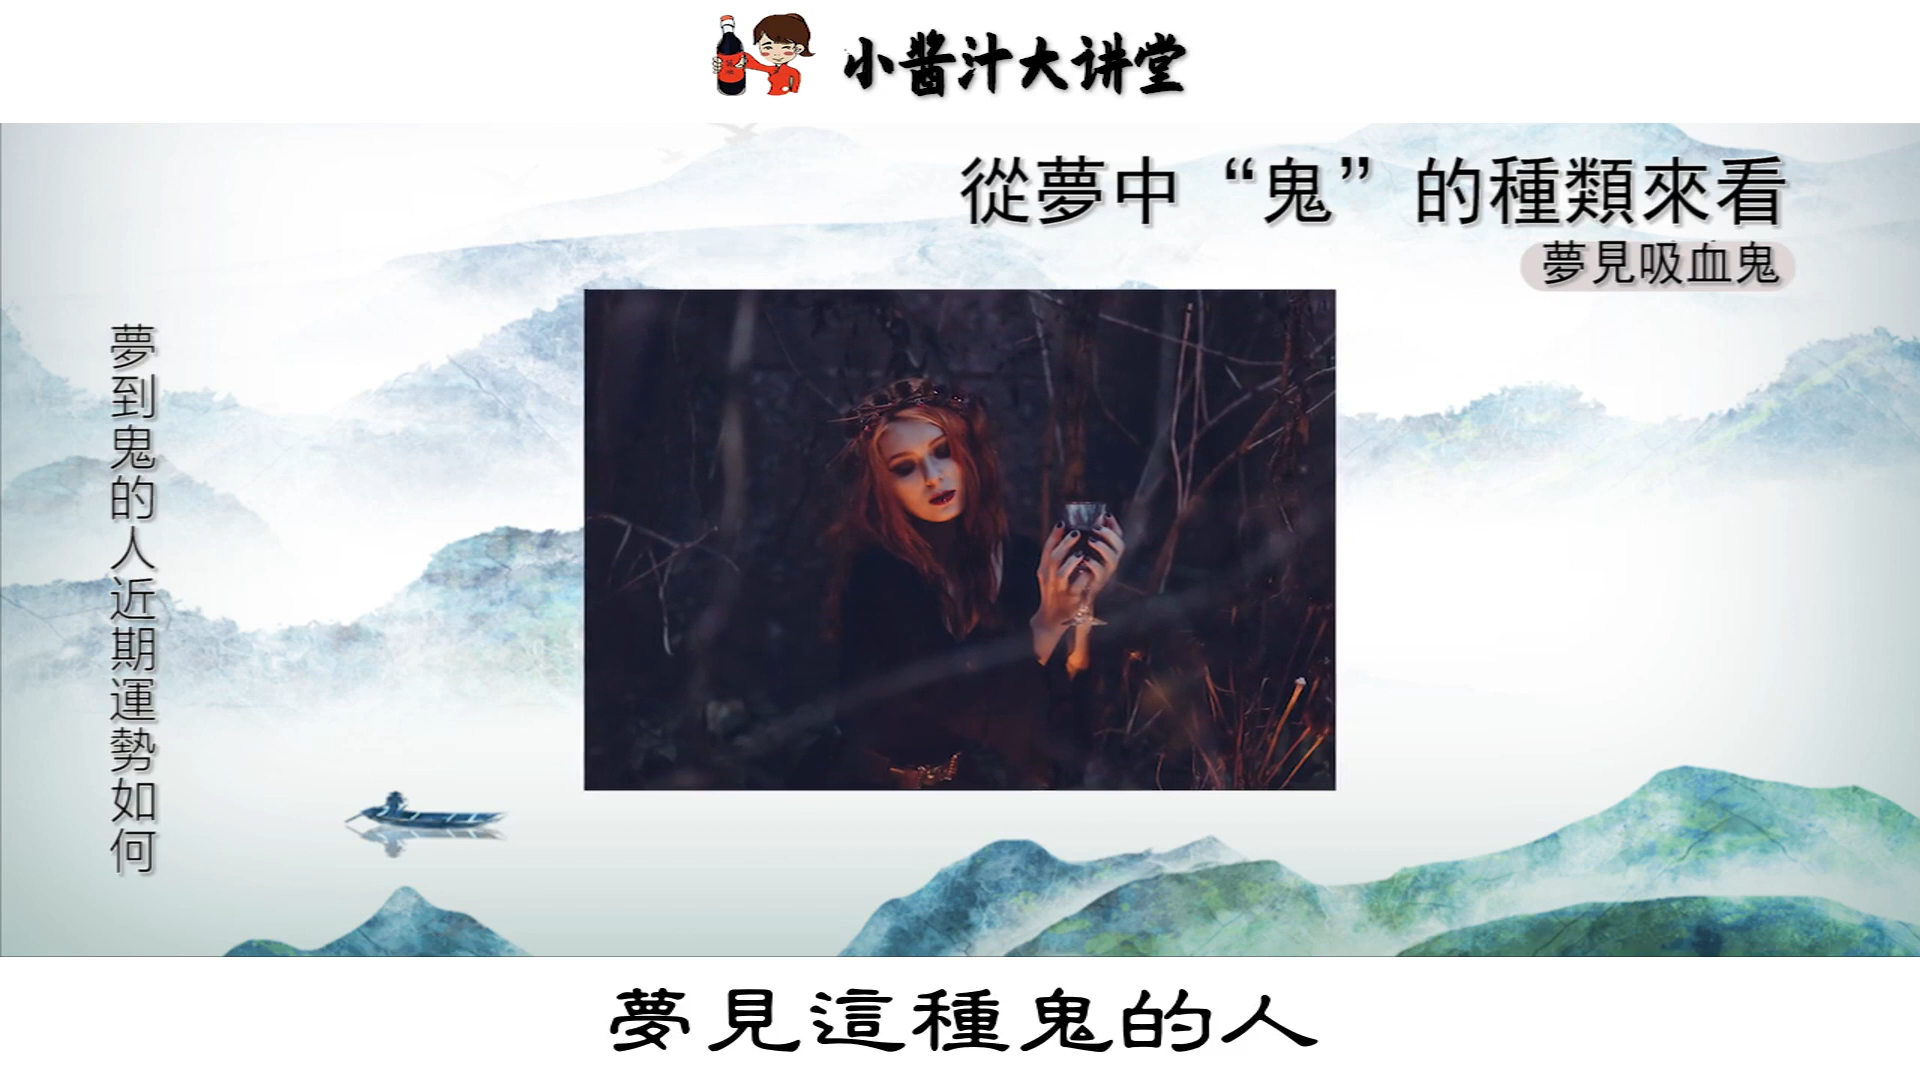 小酱汁大讲堂
從夢中“鬼”的種類來看
夢見吸血鬼
夢到鬼的人近期運勢如何
夢見這種鬼的人